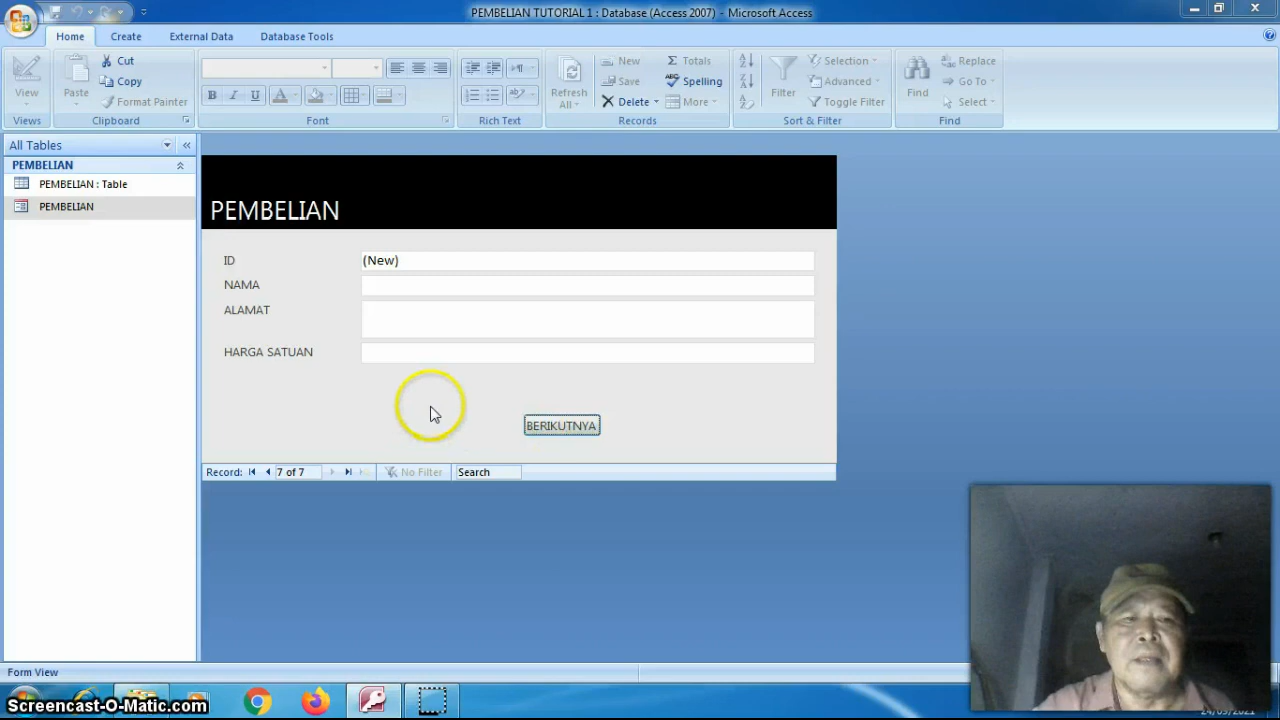 PEMBELIAN TUTORIAL 1 : Database (Access 2007) - Microsoft Access
Home Create External Data Database Tools
View
Views
Paste
Cut
Copy
Format Painter
Clipboard
B I U A
Font
Rich Text
Refresh All
New
Save
Delete
Totals
Spelling
More
Records
Filter
Selection
Advanced
Toggle Filter
Sort & Filter
Find
Replace
Go To
Select
Find
All Tables
PEMBELIAN
PEMBELIAN : Table
PEMBELIAN
PEMBELIAN
ID (New)
NAMA
ALAMAT
HARGA SATUAN
BERIKUTNYA
Record: 7 of 7 No Filter Search
Form View
Screencast-O-Matic.com
24/09/2021